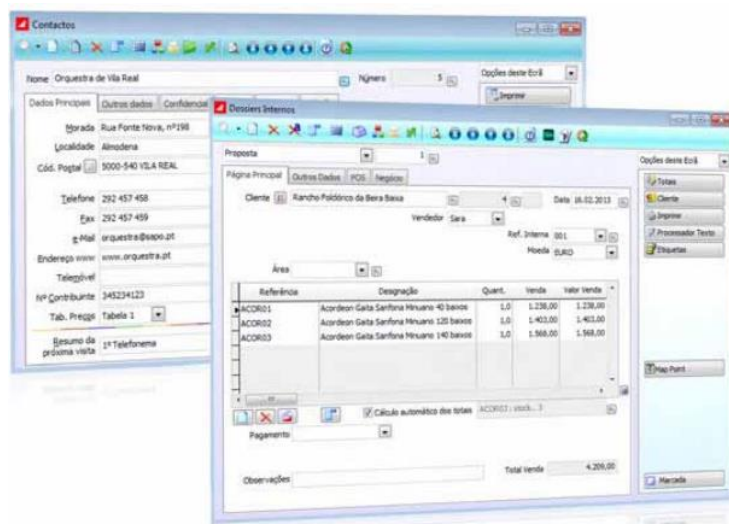 Contactos
Nome Orquestra de Vila Real Número 5 Opções deste Ecrã
Dados Principais Outros dados Confidencial Imprimir
Morada Rua Fonte Nova, nº198
Localidade Almodena
Cód. Postal 5000-540 VILA REAL
Telefone 292 457 458
Fax 292 457 459
e-Mail orquestra@sapo.pt
Endereço www www.orquestra.pt
Telemóvel
Nº Contribuinte 345234123
Tab. Preços Tabela 1
Resumo da próxima visita 1º Telefonema
Dossiers Internos
Proposta 1 Opções deste Ecrã
Página Principal Outros Dados POS Negócio
Cliente Rancho Folclórico da Beira Baixa 4 Data 16.02.2013
Vendedor Sara
Ref. Interna 001
Moeda EURO
Área
Referência Designação Quant. Venda Valor Venda
ACOR01 Acordeon Gaita Sanfona Minuano 40 baixos 1,0 1.238,00 1.238,00
ACOR02 Acordeon Gaita Sanfona Minuano 120 baixos 1,0 1.403,00 1.403,00
ACOR03 Acordeon Gaita Sanfona Minuano 140 baixos 1,0 1.568,00 1.568,00
Cálculo automático dos totais ACOR03: stock.. 3
Pagamento
Observações Total Venda 4.209,00
Totais
Cliente
Imprimir
Processador Texto
Etiquetas
Map Point
Marcada